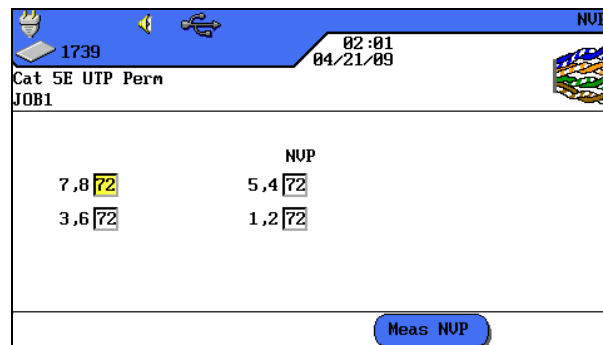 NVP
1739
02:01
04/21/09
Cat 5E UTP Perm
JOB1
NVP
7,8 72 5,4 72
3,6 72 1,2 72
Meas NVP